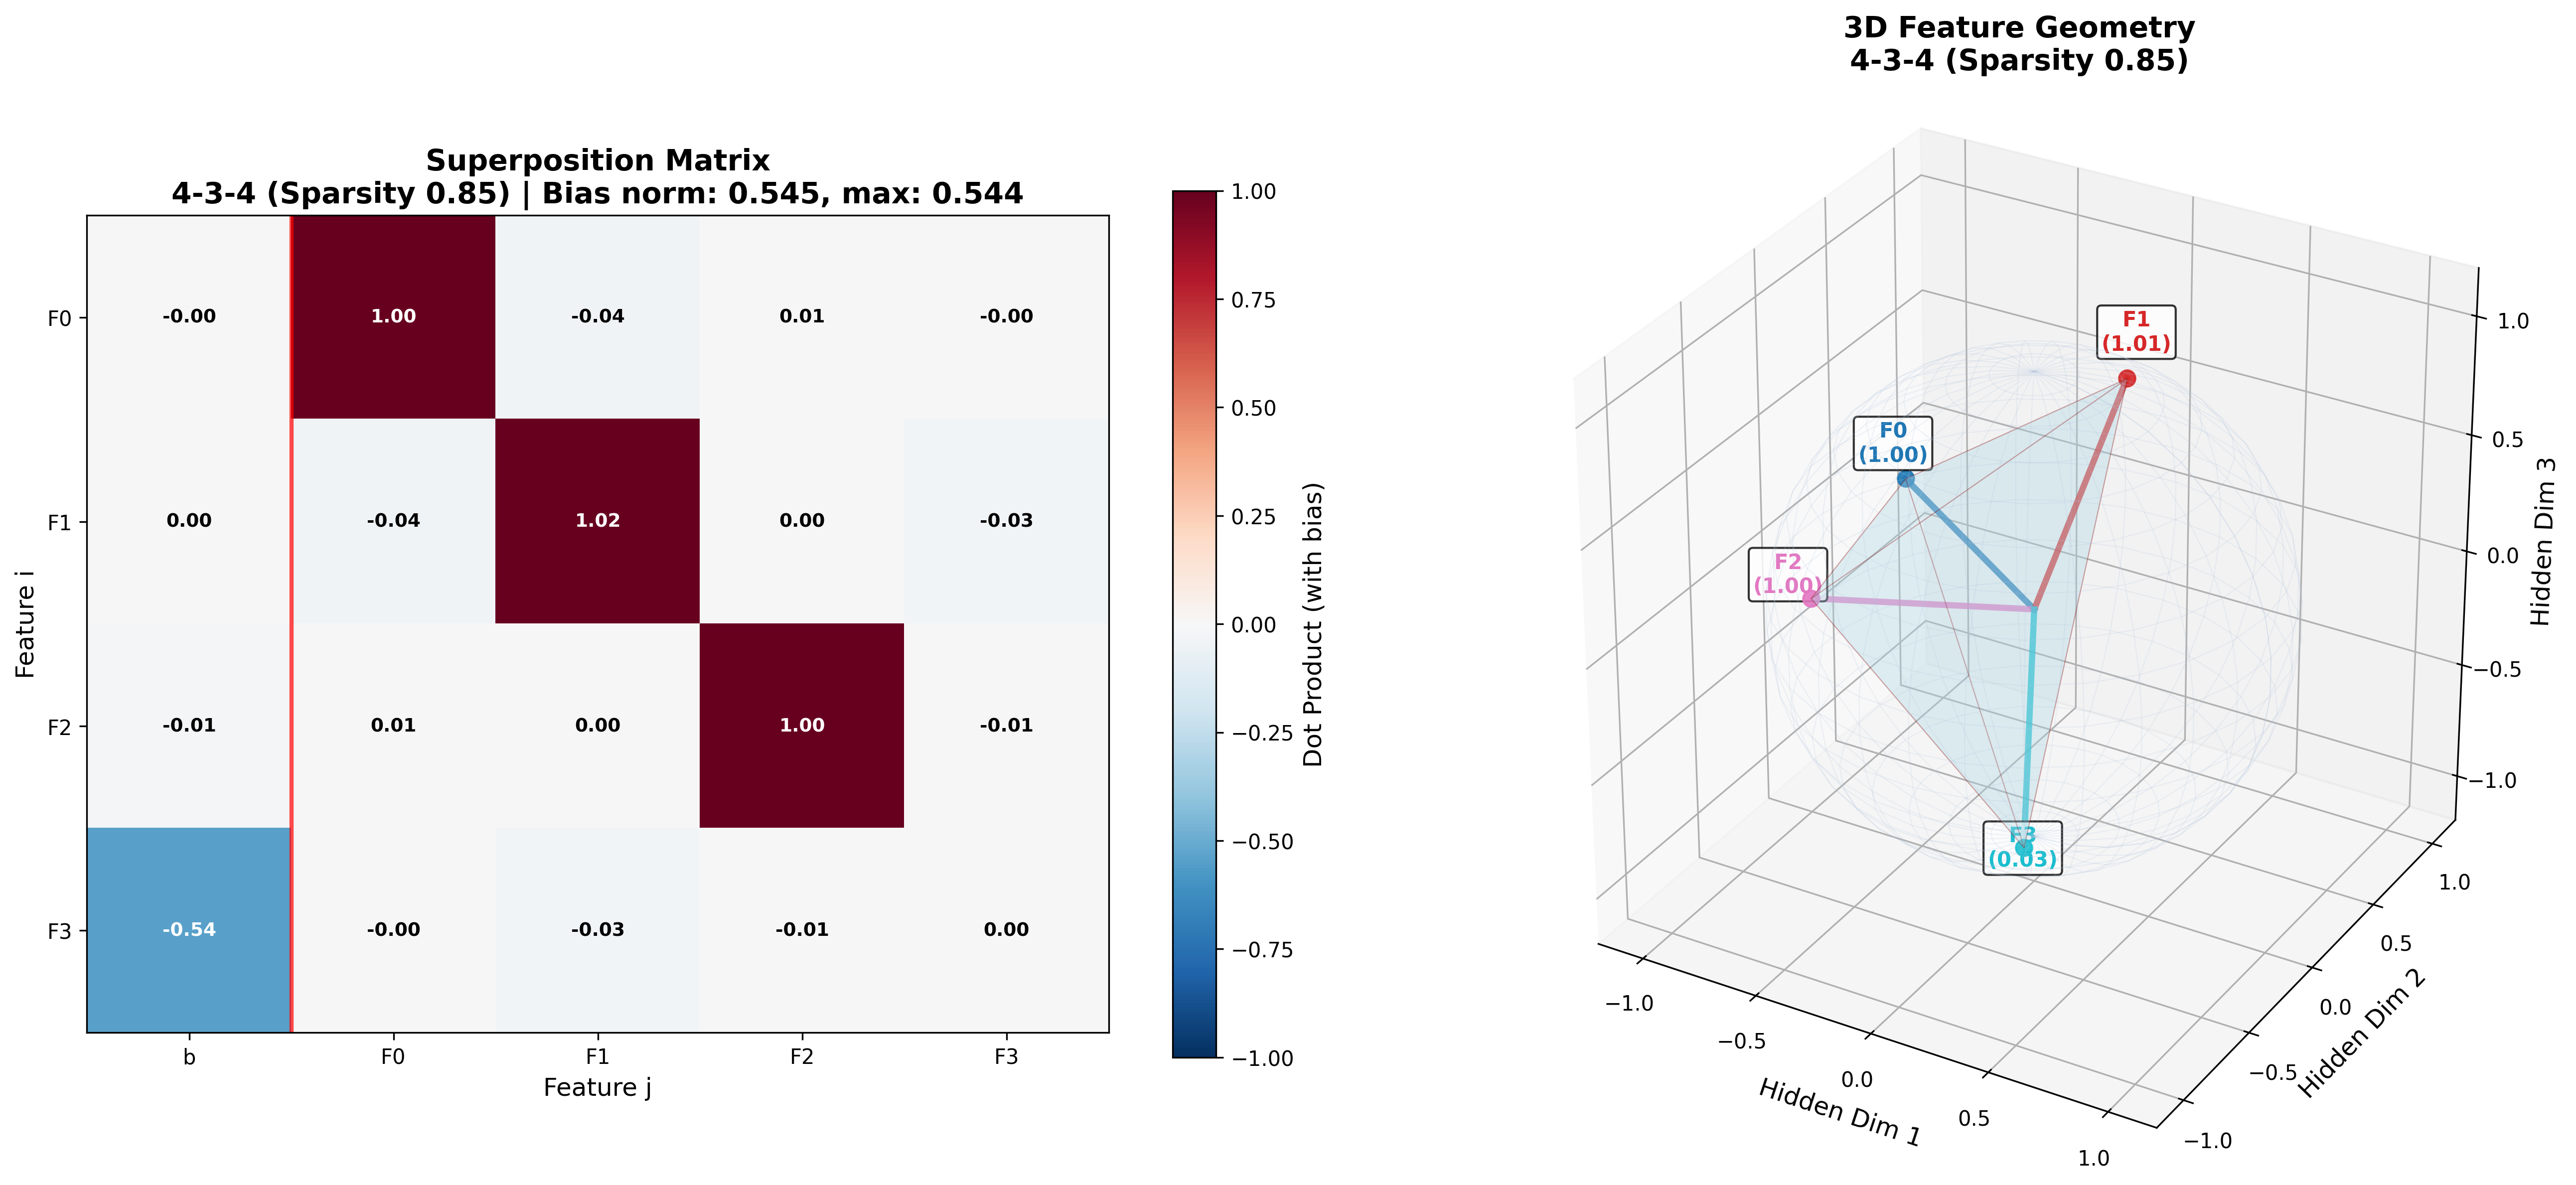 Superposition Matrix
4-3-4 (Sparsity 0.85) | Bias norm: 0.545, max: 0.544
Feature i
F0
-0.00
1.00
-0.04
0.01
-0.00
F1
0.00
-0.04
1.02
0.00
-0.03
F2
-0.01
0.01
0.00
1.00
-0.01
F3
-0.54
-0.00
-0.03
-0.01
0.00
b
F0
F1
F2
F3
Feature j
1.00
0.75
0.50
0.25
0.00
−0.25
−0.50
−0.75
−1.00
Dot Product (with bias)
3D Feature Geometry
4-3-4 (Sparsity 0.85)
F1
(1.01)
F0
(1.00)
F2
(1.00)
F3
(0.03)
−1.0
−0.5
0.0
0.5
1.0
Hidden Dim 1
−1.0
−0.5
0.0
0.5
1.0
Hidden Dim 2
1.0
0.5
0.0
−0.5
−1.0
Hidden Dim 3